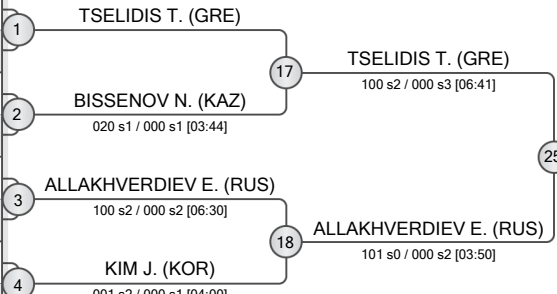 1
TSELIDIS T. (GRE)
17
TSELIDIS T. (GRE)
100 s2 / 000 s3 [06:41]
2
BISSENOV N. (KAZ)
020 s1 / 000 s1 [03:44]
25
3
ALLAKHVERDIEV E. (RUS)
100 s2 / 000 s2 [06:30]
18
ALLAKHVERDIEV E. (RUS)
101 s0 / 000 s2 [03:50]
4
KIM J. (KOR)